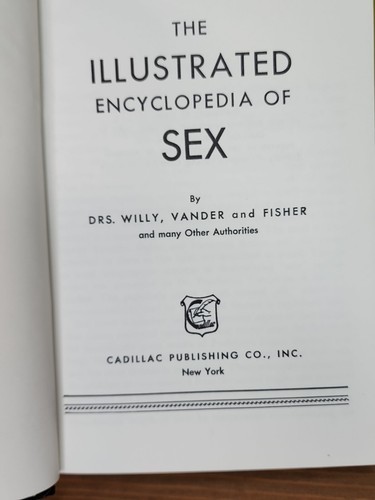 THE
ILLUSTRATED
ENCYCLOPEDIA OF
SEX
By
DRS. WILLY, VANDER and FISHER
and many Other Authorities
CADILLAC PUBLISHING CO., INC.
New York